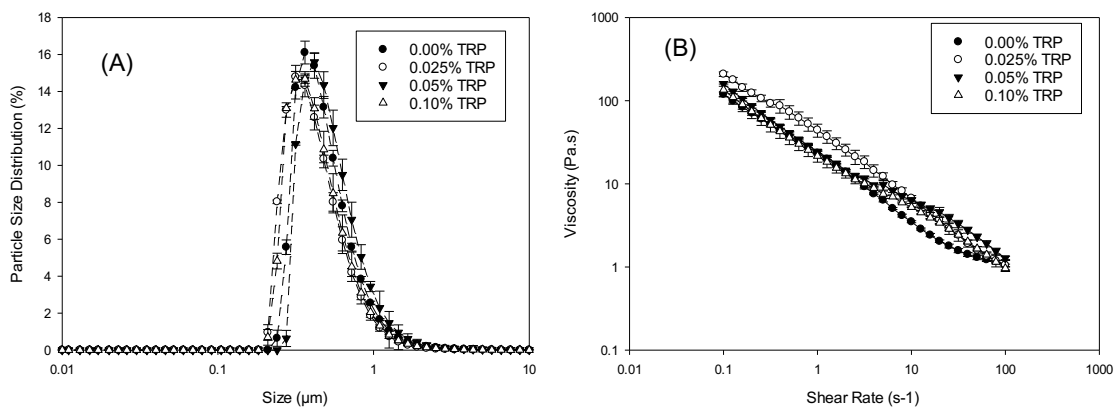 (A)
0.00% TRP
0.025% TRP
0.05% TRP
0.10% TRP
Particle Size Distribution (%)
18
16
14
12
10
8
6
4
2
0
0.01 0.1 1 10
Size (µm)
(B)
0.00% TRP
0.025% TRP
0.05% TRP
0.10% TRP
Viscosity (Pa.s)
1000
100
10
1
0.1
0.01 0.1 1 10 100 1000
Shear Rate (s-1)